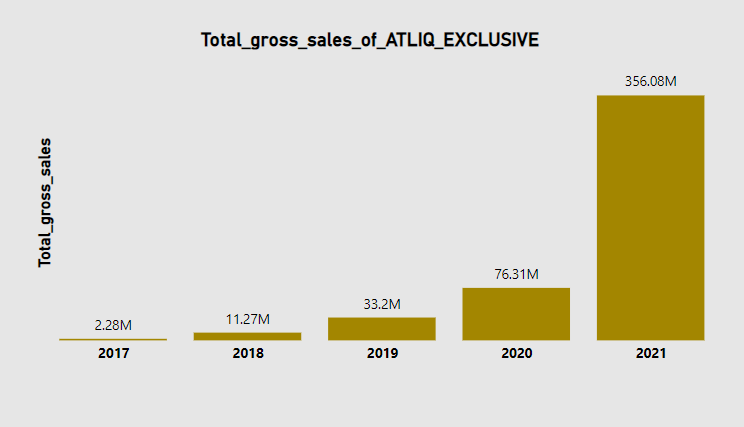 Total_gross_sales_of_ATLIQ_EXCLUSIVE
Total_gross_sales
356.08M
76.31M
33.2M
11.27M
2.28M
2017 2018 2019 2020 2021